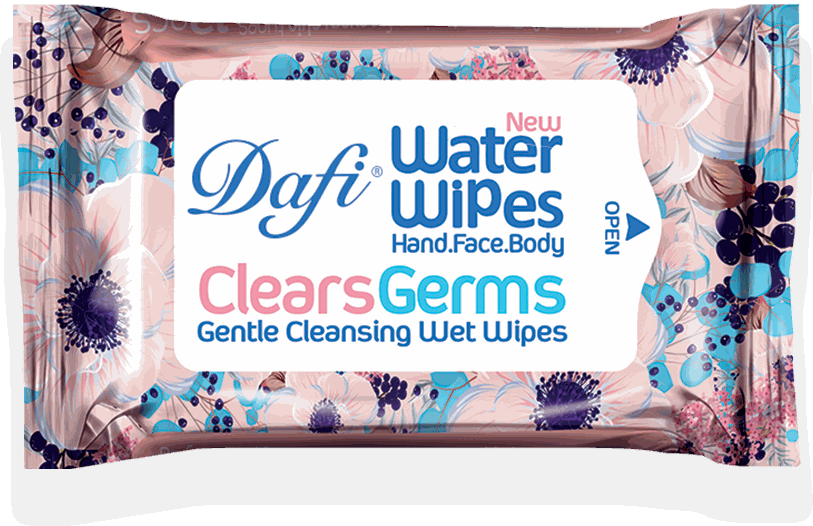 Dafi®
New
Water
Wipes
Hand.Face.Body
ClearsGerms
Gentle Cleansing Wet Wipes
OPEN